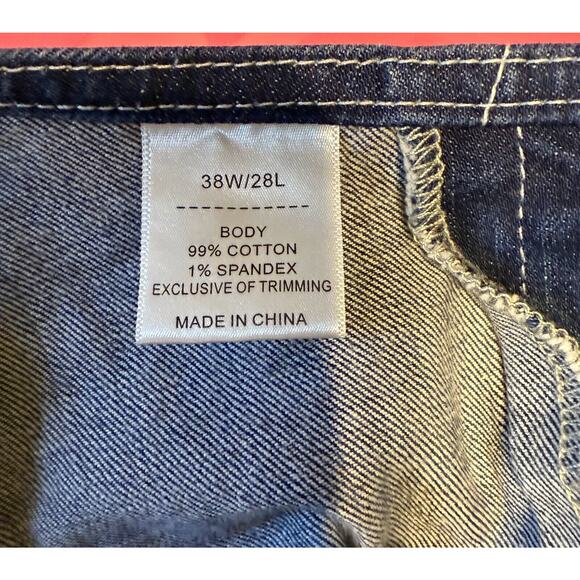 38W/28L
BODY
99% COTTON
1% SPANDEX
EXCLUSIVE OF TRIMMING
MADE IN CHINA